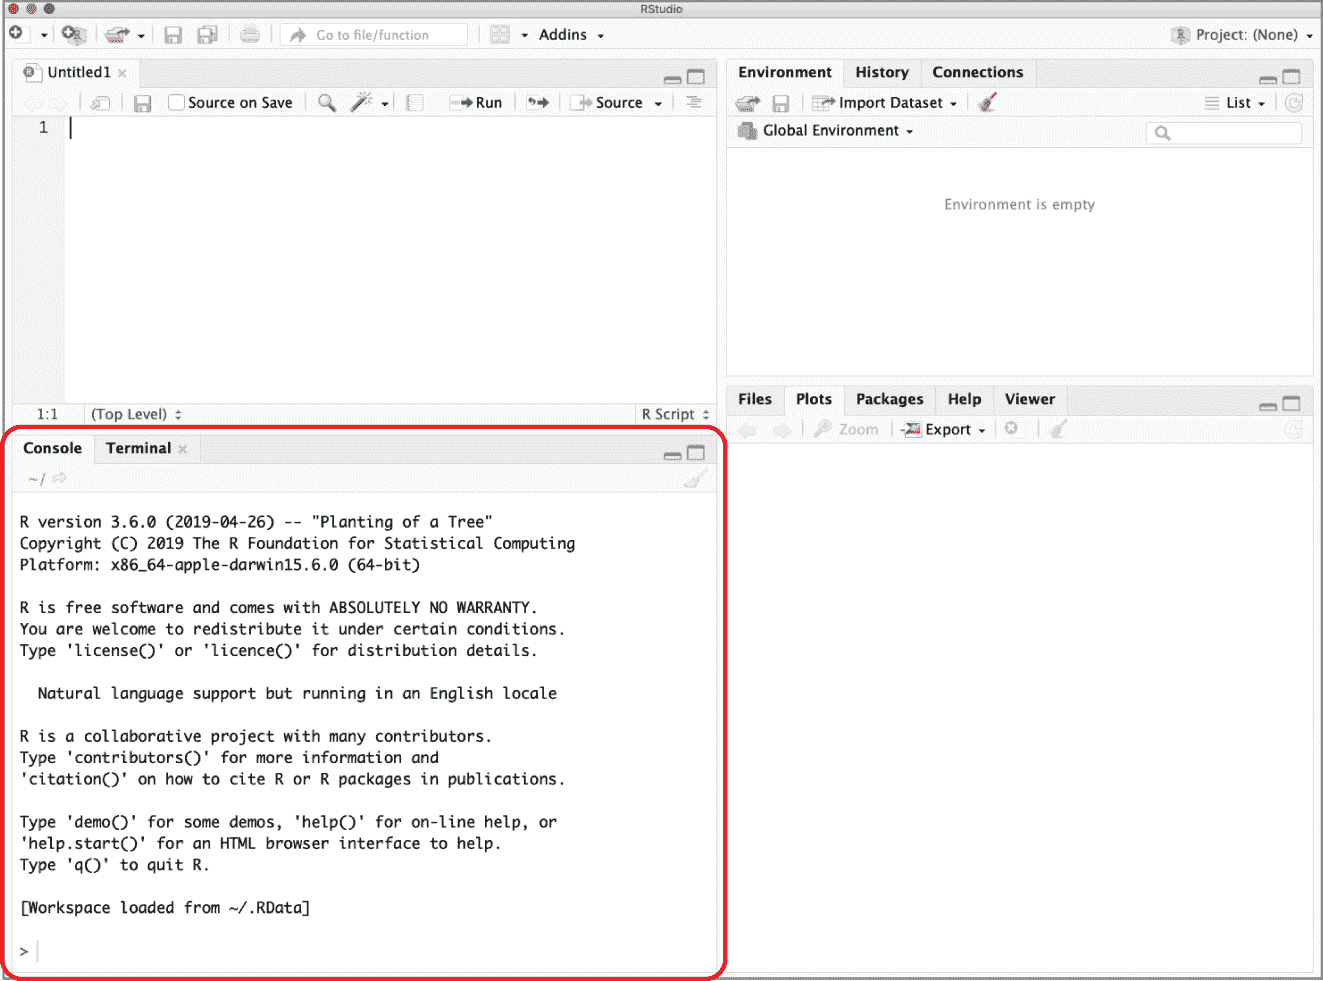 RStudio
Go to file/function
Addins
Project: (None)
Untitled1
Source on Save
Run
Source
1
1:1 (Top Level)
R Script
Environment History Connections
Import Dataset
List
Global Environment
Environment is empty
Files Plots Packages Help Viewer
Zoom
Export
Console Terminal
~/
R version 3.6.0 (2019-04-26) -- "Planting of a Tree"
Copyright (C) 2019 The R Foundation for Statistical Computing
Platform: x86_64-apple-darwin15.6.0 (64-bit)
R is free software and comes with ABSOLUTELY NO WARRANTY.
You are welcome to redistribute it under certain conditions.
Type 'license()' or 'licence()' for distribution details.
Natural language support but running in an English locale
R is a collaborative project with many contributors.
Type 'contributors()' for more information and
'citation()' on how to cite R or R packages in publications.
Type 'demo()' for some demos, 'help()' for on-line help, or
'help.start()' for an HTML browser interface to help.
Type 'q()' to quit R.
[Workspace loaded from ~/.RData]
>